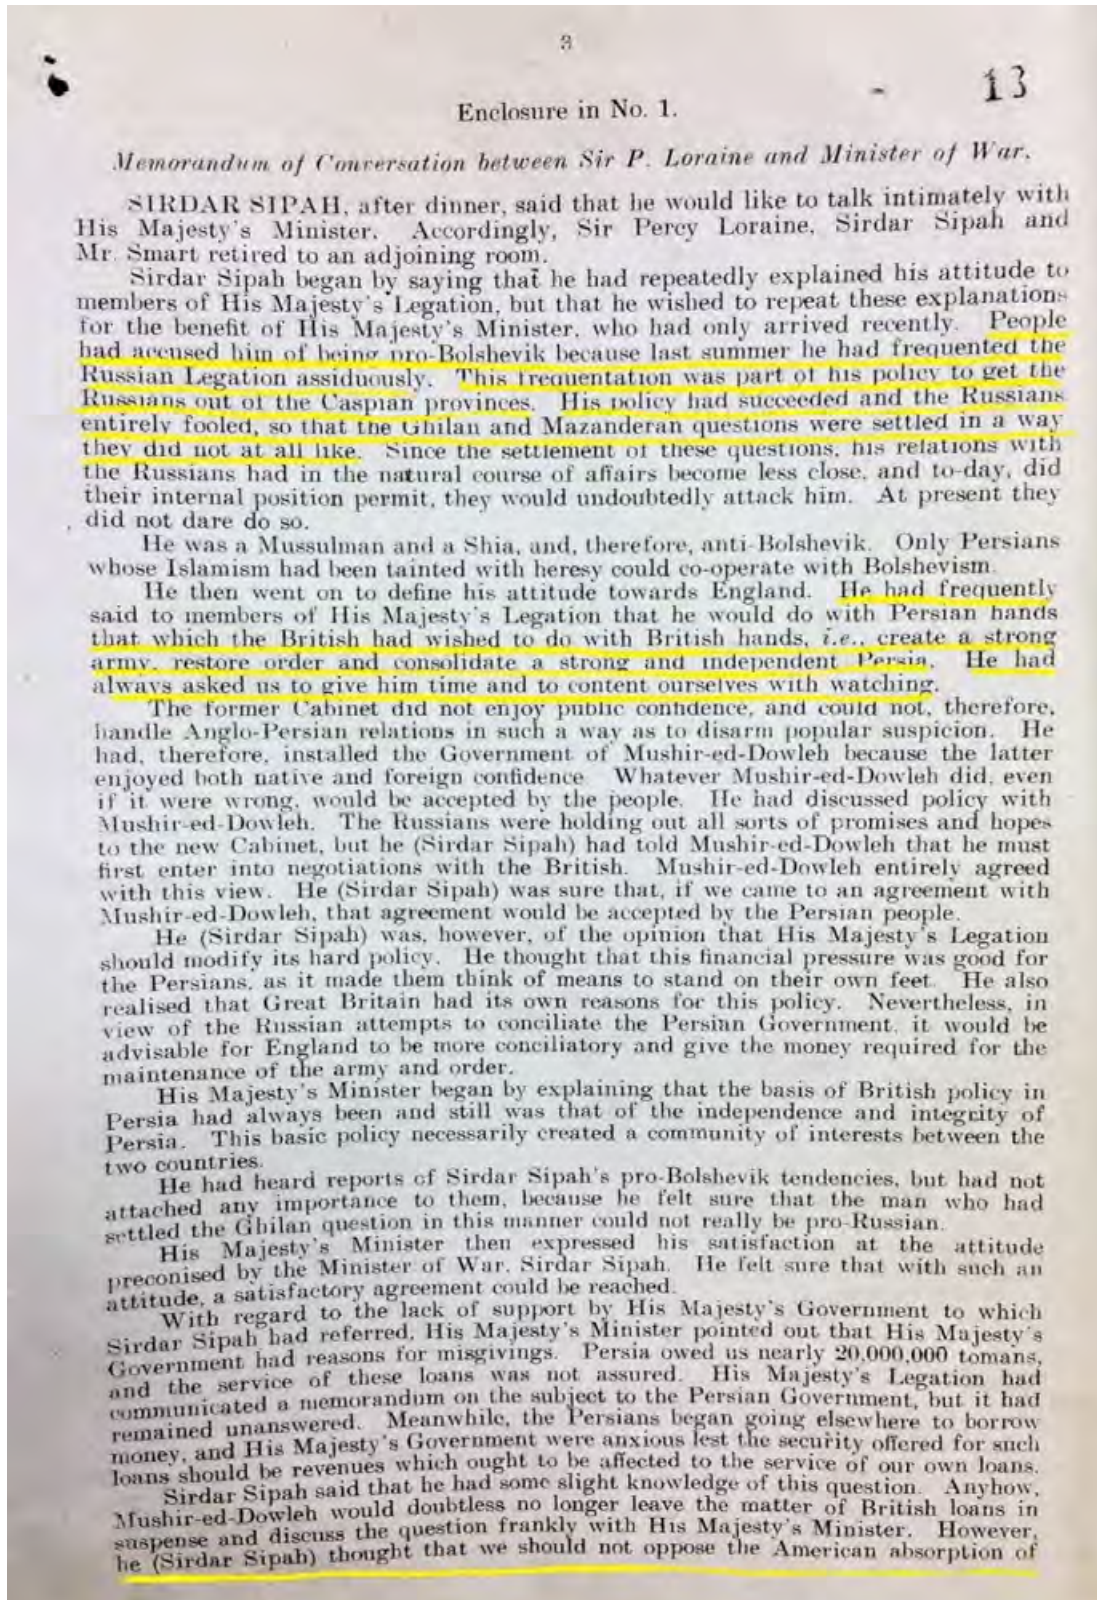 3
13
Enclosure in No. 1.
Memorandum of Conversation between Sir P. Loraine and Minister of War.
SIRDAR SIPAH, after dinner, said that he would like to talk intimately with
His Majesty's Minister. Accordingly, Sir Percy Loraine, Sirdar Sipah and
Mr. Smart retired to an adjoining room.
Sirdar Sipah began by saying that he had repeatedly explained his attitude to
members of His Majesty's Legation, but that he wished to repeat these explanations
for the benefit of His Majesty's Minister, who had only arrived recently. People
had accused him of being pro-Bolshevik because last summer he had frequented the
Russian Legation assiduously. This frequentation was part of his policy to get the
Russians out of the Caspian provinces. His policy had succeeded and the Russians
entirely fooled, so that the Ghilan and Mazanderan questions were settled in a way
they did not at all like. Since the settlement of these questions, his relations with
the Russians had in the natural course of affairs become less close, and to-day, did
their internal position permit, they would undoubtedly attack him. At present they
did not dare do so.
He was a Mussulman and a Shia, and, therefore, anti-Bolshevik. Only Persians
whose Islamism had been tainted with heresy could co-operate with Bolshevism.
He then went on to define his attitude towards England. He had frequently
said to members of His Majesty's Legation that he would do with Persian hands
that which the British had wished to do with British hands, i.e., create a strong
army, restore order and consolidate a strong and independent Persia. He had
always asked us to give him time and to content ourselves with watching.
The former Cabinet did not enjoy public confidence, and could not, therefore,
handle Anglo-Persian relations in such a way as to disarm popular suspicion. He
had, therefore, installed the Government of Mushir-ed-Dowleh because the latter
enjoyed both native and foreign confidence. Whatever Mushir-ed-Dowleh did, even
if it were wrong, would be accepted by the people. He had discussed policy with
Mushir-ed-Dowleh. The Russians were holding out all sorts of promises and hopes
to the new Cabinet, but he (Sirdar Sipah) had told Mushir-ed-Dowleh that he must
first enter into negotiations with the British. Mushir-ed-Dowleh entirely agreed
with this view. He (Sirdar Sipah) was sure that, if we came to an agreement with
Mushir-ed-Dowleh, that agreement would be accepted by the Persian people.
He (Sirdar Sipah) was, however, of the opinion that His Majesty's Legation
should modify its hard policy. He thought that this financial pressure was good for
the Persians, as it made them think of means to stand on their own feet. He also
realised that Great Britain had its own reasons for this policy. Nevertheless, in
view of the Russian attempts to conciliate the Persian Government, it would be
advisable for England to be more conciliatory and give the money required for the
maintenance of the army and order.
His Majesty's Minister began by explaining that the basis of British policy in
Persia had always been and still was that of the independence and integrity of
Persia. This basic policy necessarily created a community of interests between the
two countries.
He had heard reports of Sirdar Sipah's pro-Bolshevik tendencies, but had not
attached any importance to them, because he felt sure that the man who had
settled the Ghilan question in this manner could not really be pro-Russian.
His Majesty's Minister then expressed his satisfaction at the attitude
preconised by the Minister of War, Sirdar Sipah. He felt sure that with such an
attitude, a satisfactory agreement could be reached.
With regard to the lack of support by His Majesty's Government to which
Sirdar Sipah had referred, His Majesty's Minister pointed out that His Majesty's
Government had reasons for misgivings. Persia owed us nearly 20,000,000 tomans,
and the service of these loans was not assured. His Majesty's Legation had
communicated a memorandum on the subject to the Persian Government, but it had
remained unanswered. Meanwhile, the Persians began going elsewhere to borrow
money, and His Majesty's Government were anxious lest the security offered for such
loans should be revenues which ought to be affected to the service of our own loans.
Sirdar Sipah said that he had some slight knowledge of this question. Anyhow,
Mushir-ed-Dowleh would doubtless no longer leave the matter of British loans in
suspense and discuss the question frankly with His Majesty's Minister. However,
he (Sirdar Sipah) thought that we should not oppose the American absorption of